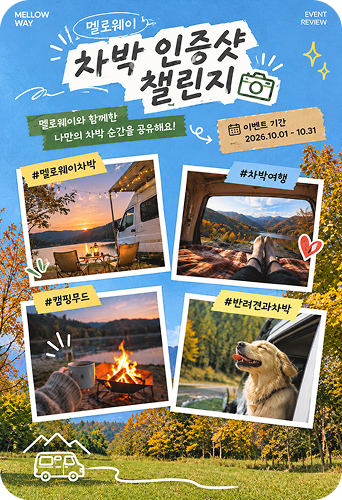 MELLOW
WAY
EVENT
REVIEW
멜로웨이
차박 인증샷
챌린지
멜로웨이와 함께한
나만의 차박 순간을 공유해요!
이벤트 기간
2026.10.01 - 10.31
#멜로웨이차박
#차박여행
#캠핑무드
#반려견과차박